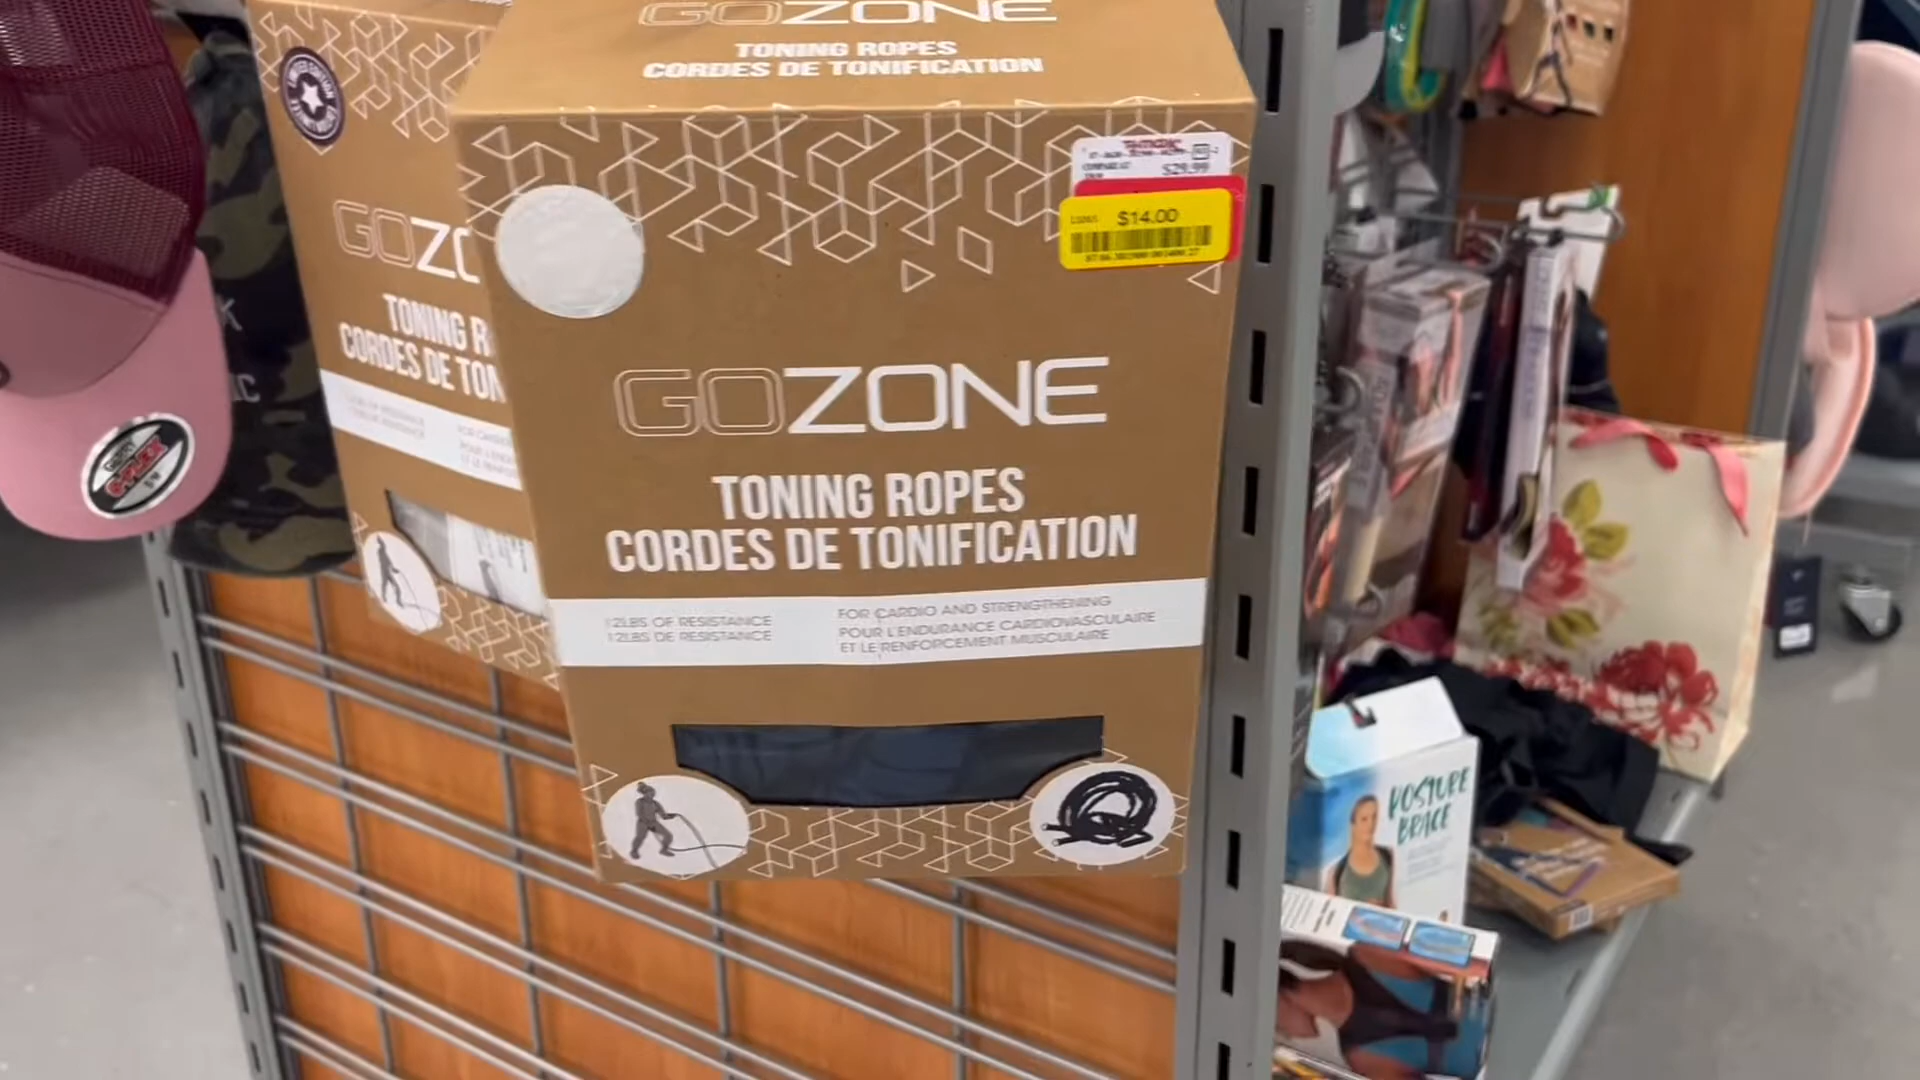 GOZONE
TONING ROPES
CORDES DE TONIFICATION
$29.99
$14.00
GOZONE
TONING ROPES
CORDES DE TONIFICATION
12LBS OF RESISTANCE
12LBS DE RÉSISTANCE
FOR CARDIO AND STRENGTHENING
POUR L'ENDURANCE CARDIOVASCULAIRE
ET LE RENFORCEMENT MUSCULAIRE
GOZO
TONING R
CORDES DE TON
POSTURE
BRACE